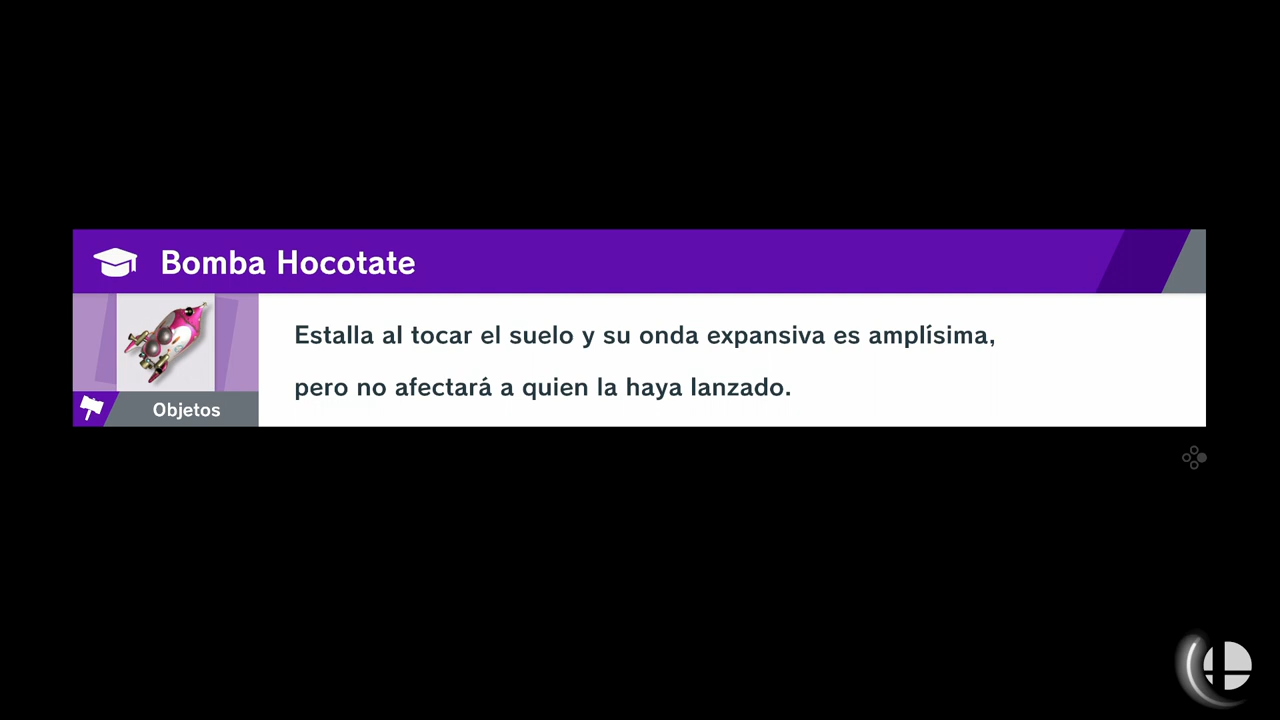 Bomba Hocotate
Estalla al tocar el suelo y su onda expansiva es amplísima,
pero no afectará a quien la haya lanzado.
Objetos